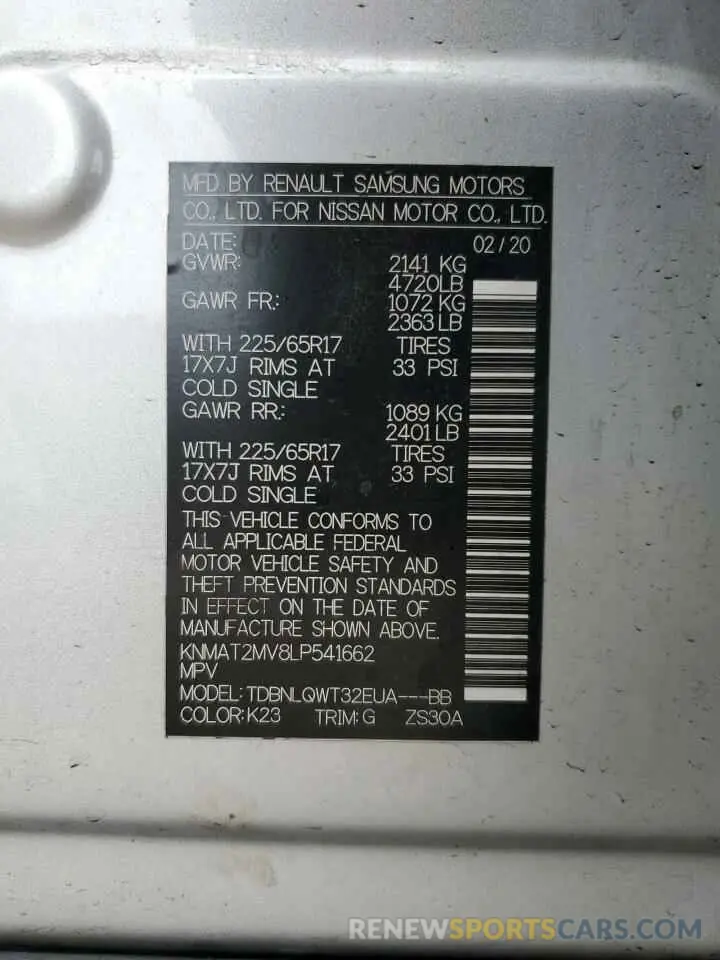 MFD BY RENAULT SAMSUNG MOTORS
CO., LTD. FOR NISSAN MOTOR CO., LTD.
DATE: 02/20
GVWR: 2141 KG
4720LB
GAWR FR.: 1072 KG
2363LB
WITH 225/65R17 TIRES
17X7J RIMS AT 33 PSI
COLD SINGLE
GAWR RR.: 1089 KG
2401LB
WITH 225/65R17 TIRES
17X7J RIMS AT 33 PSI
COLD SINGLE
THIS VEHICLE CONFORMS TO
ALL APPLICABLE FEDERAL
MOTOR VEHICLE SAFETY AND
THEFT PREVENTION STANDARDS
IN EFFECT ON THE DATE OF
MANUFACTURE SHOWN ABOVE.
KNMAT2MV8LP541662
MPV
MODEL: TDBNLQWT32EUA---BB
COLOR: K23 TRIM: G ZS30A
RENEWSPORTSCARS.COM